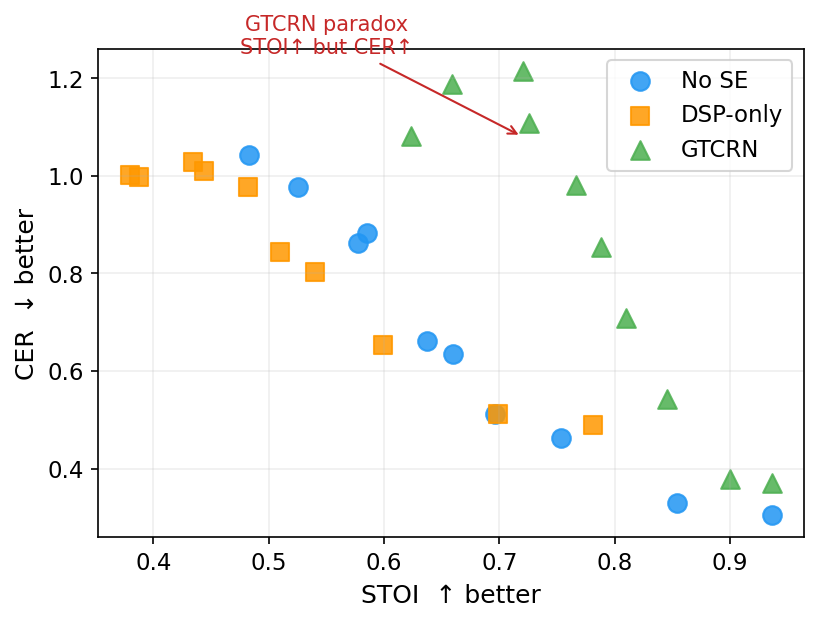 GTCRN paradox
STOI↑ but CER↑
No SE
DSP-only
GTCRN
CER ↓ better
1.2
1.0
0.8
0.6
0.4
0.4 0.5 0.6 0.7 0.8 0.9
STOI ↑ better